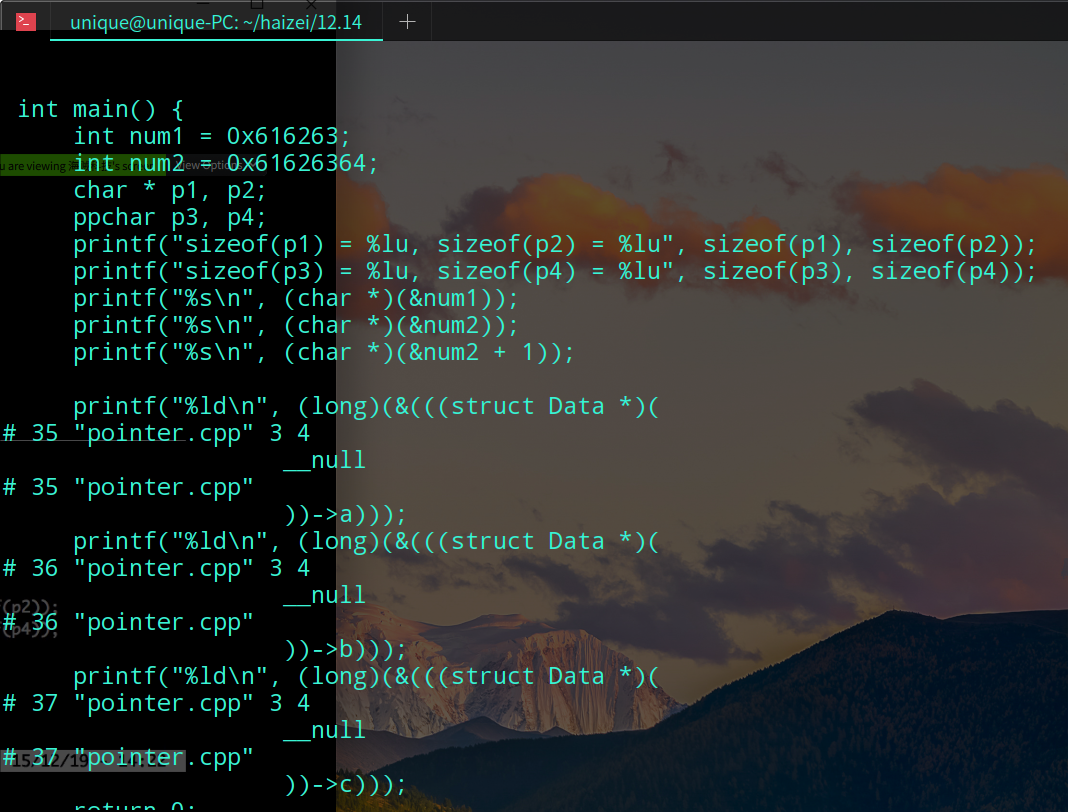 unique@unique-PC: ~/haizei/12.14
int main() {
    int num1 = 0x616263;
    int num2 = 0x61626364;
    char * p1, p2;
    ppchar p3, p4;
    printf("sizeof(p1) = %lu, sizeof(p2) = %lu", sizeof(p1), sizeof(p2));
    printf("sizeof(p3) = %lu, sizeof(p4) = %lu", sizeof(p3), sizeof(p4));
    printf("%s\n", (char *)(&num1));
    printf("%s\n", (char *)(&num2));
    printf("%s\n", (char *)(&num2 + 1));
    printf("%ld\n", (long)(&(((struct Data *)(
# 35 "pointer.cpp" 3 4
                   __null
# 35 "pointer.cpp"
                   ))->a)));
    printf("%ld\n", (long)(&(((struct Data *)(
# 36 "pointer.cpp" 3 4
                   __null
# 36 "pointer.cpp"
                   ))->b)));
    printf("%ld\n", (long)(&(((struct Data *)(
# 37 "pointer.cpp" 3 4
                   __null
# 37 "pointer.cpp"
                   ))->c)));
    return 0;